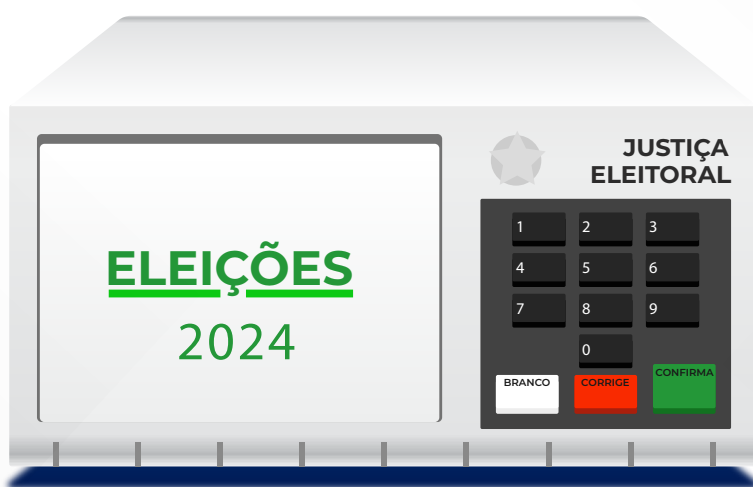 ELEIÇÕES
2024
JUSTIÇA
ELEITORAL
1 2 3
4 5 6
7 8 9
0
BRANCO CORRIGE CONFIRMA